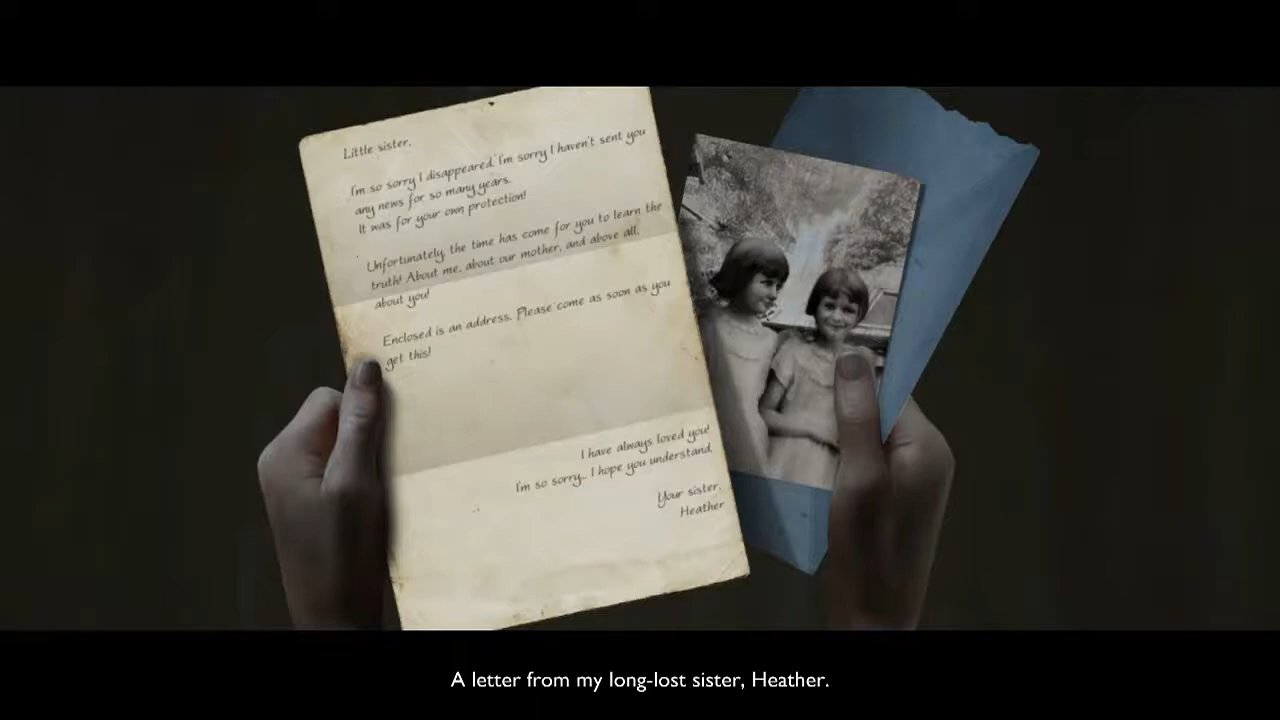 Little sister,
I'm so sorry I disappeared. I'm sorry I haven't sent you
any news for so many years.
It was for your own protection!
Unfortunately, the time has come for you to learn the
truth! About me, about our mother, and above all,
about you!
Enclosed is an address. Please come as soon as you
get this!
I have always loved you!
I'm so sorry... I hope you understand.
Your sister,
Heather
A letter from my long-lost sister, Heather.